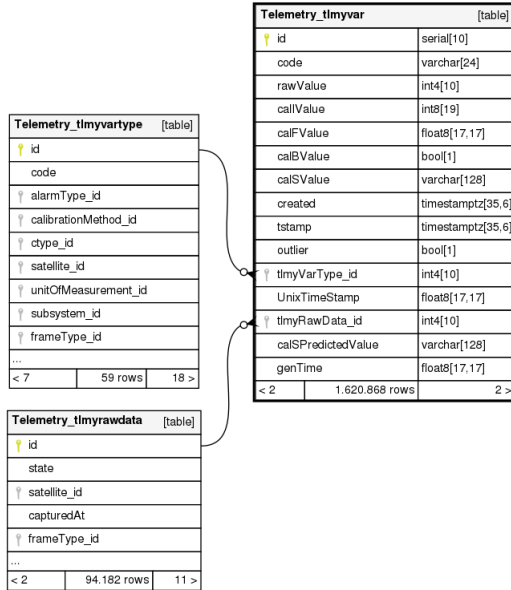 Telemetry_tlmyvar [table]
id serial[10]
code varchar[24]
rawValue int4[10]
calIValue int8[19]
calFValue float8[17,17]
calBValue bool[1]
calSValue varchar[128]
created timestamptz[35,6]
tstamp timestamptz[35,6]
outlier bool[1]
tlmyVarType_id int4[10]
UnixTimeStamp float8[17,17]
tlmyRawData_id int4[10]
calSPredictedValue varchar[128]
genTime float8[17,17]
< 2 1.620.868 rows 2 >
Telemetry_tlmyvartype [table]
id
code
alarmType_id
calibrationMethod_id
ctype_id
satellite_id
unitOfMeasurement_id
subsystem_id
frameType_id
...
< 7 59 rows 18 >
Telemetry_tlmyrawdata [table]
id
state
satellite_id
capturedAt
frameType_id
...
< 2 94.182 rows 11 >